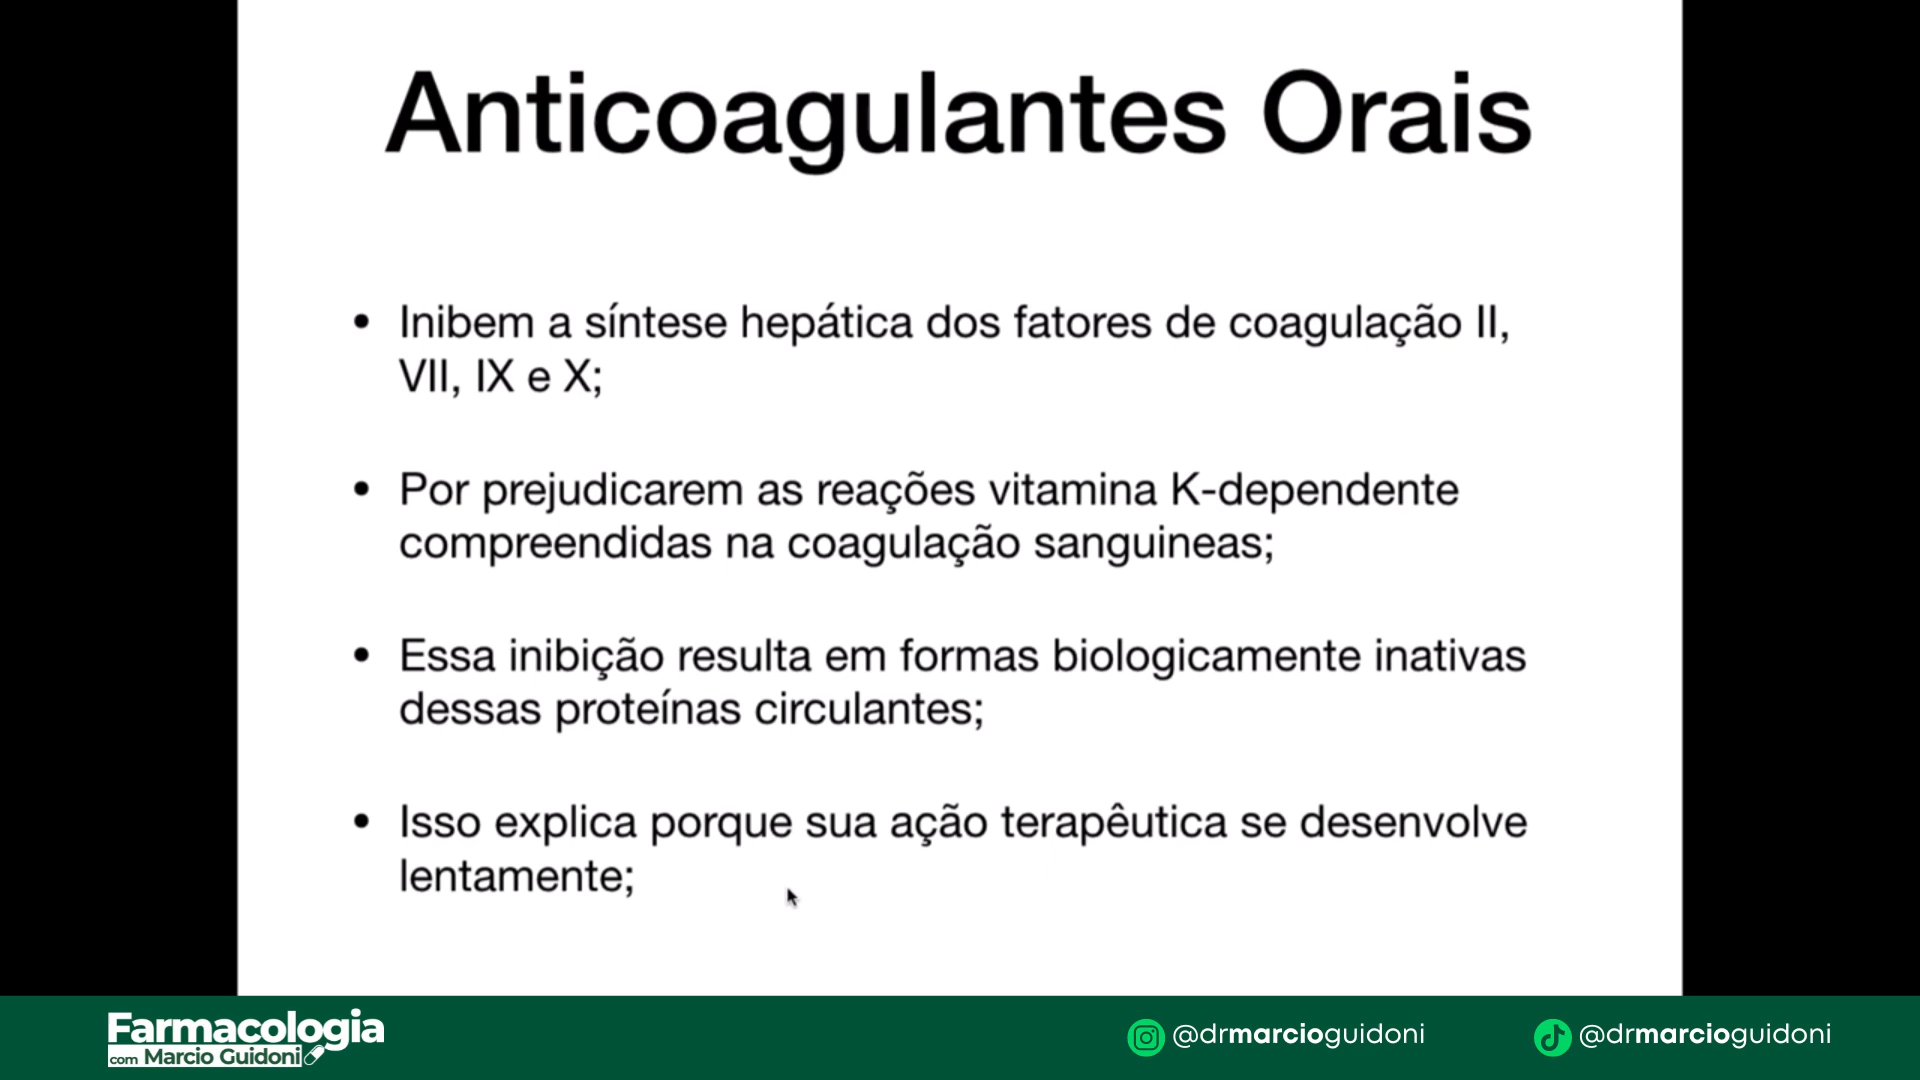 Anticoagulantes Orais
• Inibem a síntese hepática dos fatores de coagulação II,
VII, IX e X;
• Por prejudicarem as reações vitamina K-dependente
compreendidas na coagulação sanguineas;
• Essa inibição resulta em formas biologicamente inativas
dessas proteínas circulantes;
• Isso explica porque sua ação terapêutica se desenvolve
lentamente;
Farmacologia
com Marcio Guidoni
@drmarcioguidoni
@drmarcioguidoni